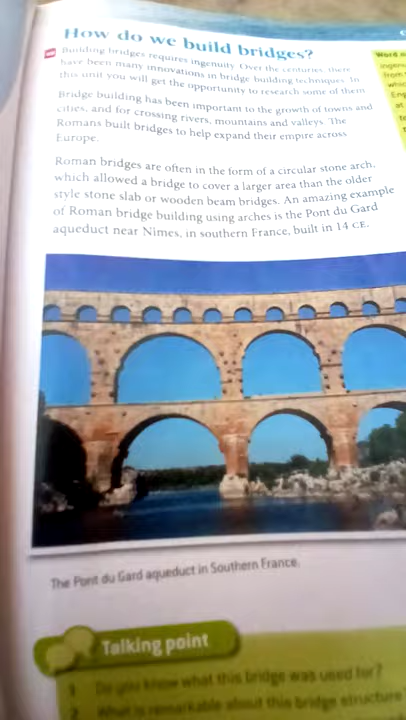 How do we build bridges?
Building bridges requires ingenuity. Over the centuries, there
have been many innovations in bridge building techniques. In
this unit you will get the opportunity to research some of them
Bridge building has been important to the growth of towns and
cities, and for crossing rivers, mountains and valleys. The
Romans built bridges to help expand their empire across
Europe.
Roman bridges are often in the form of a circular stone arch,
which allowed a bridge to cover a larger area than the older
style stone slab or wooden beam bridges. An amazing example
of Roman bridge building using arches is the Pont du Gard
aqueduct near Nîmes, in southern France, built in 14 CE.
Word
The Pont du Gard aqueduct in Southern France.
Talking point
1 Do you know what this bridge was used for?
2 What is remarkable about this bridge structure